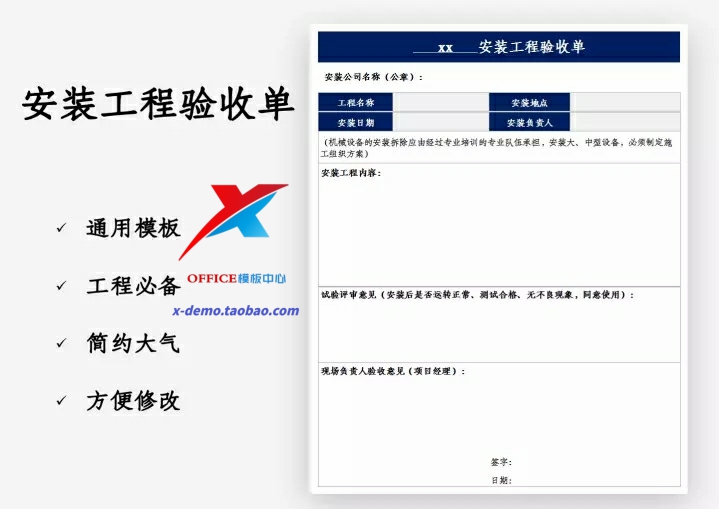 安装工程验收单
✓ 通用模板
✓ 工程必备
✓ 简约大气
✓ 方便修改
OFFICE模板中心
x-demo.taobao.com
xx 安装工程验收单
安装公司名称（公章）：
工程名称 安装地点
安装日期 安装负责人
（机械设备的安装拆除应由经过专业培训的专业队伍承担，安装大、中型设备，必须制定施
工组织方案）
安装工程内容：
试验评审意见（安装后是否运转正常、测试合格、无不良现象，同意使用）：
现场负责人验收意见（项目经理）：
签字：
日期：